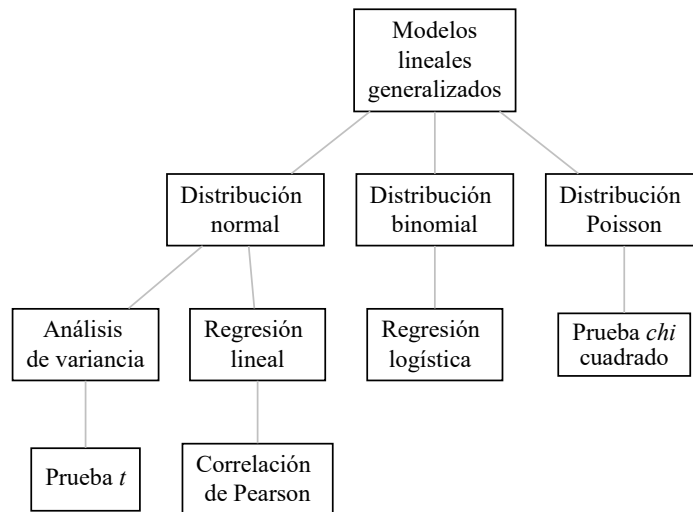 Modelos
lineales
generalizados
Distribución
normal
Distribución
binomial
Distribución
Poisson
Análisis
de variancia
Regresión
lineal
Regresión
logística
Prueba chi
cuadrado
Prueba t
Correlación
de Pearson